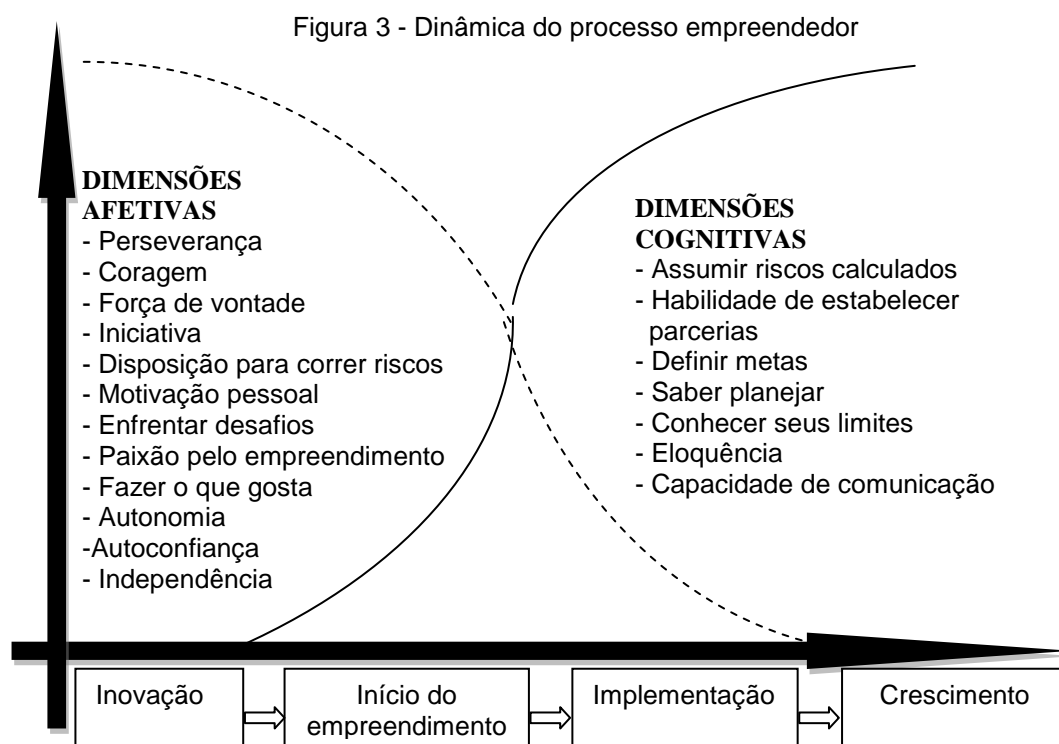 Figura 3 - Dinâmica do processo empreendedor
DIMENSÕES
AFETIVAS
- Perseverança
- Coragem
- Força de vontade
- Iniciativa
- Disposição para correr riscos
- Motivação pessoal
- Enfrentar desafios
- Paixão pelo empreendimento
- Fazer o que gosta
- Autonomia
-Autoconfiança
- Independência
DIMENSÕES
COGNITIVAS
- Assumir riscos calculados
- Habilidade de estabelecer
parcerias
- Definir metas
- Saber planejar
- Conhecer seus limites
- Eloquência
- Capacidade de comunicação
Inovação
Início do
empreendimento
Implementação
Crescimento